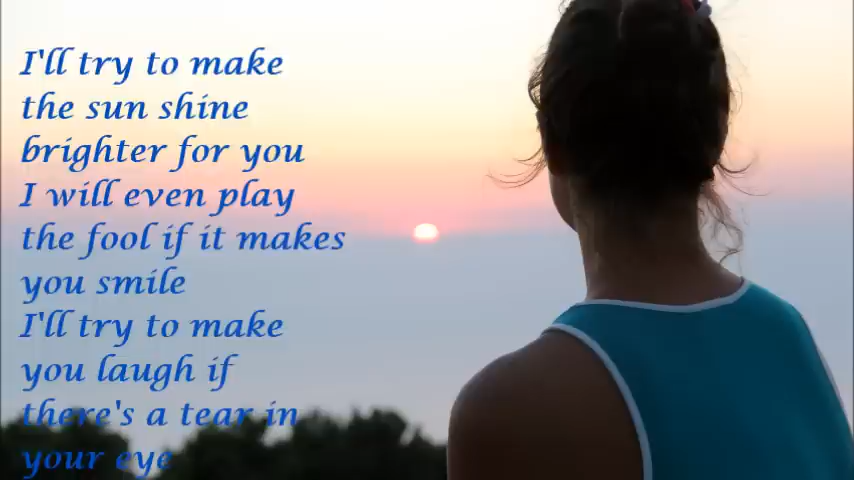 I'll try to make
the sun shine
brighter for you
I will even play
the fool if it makes
you smile
I'll try to make
you laugh if
there's a tear in
your eye